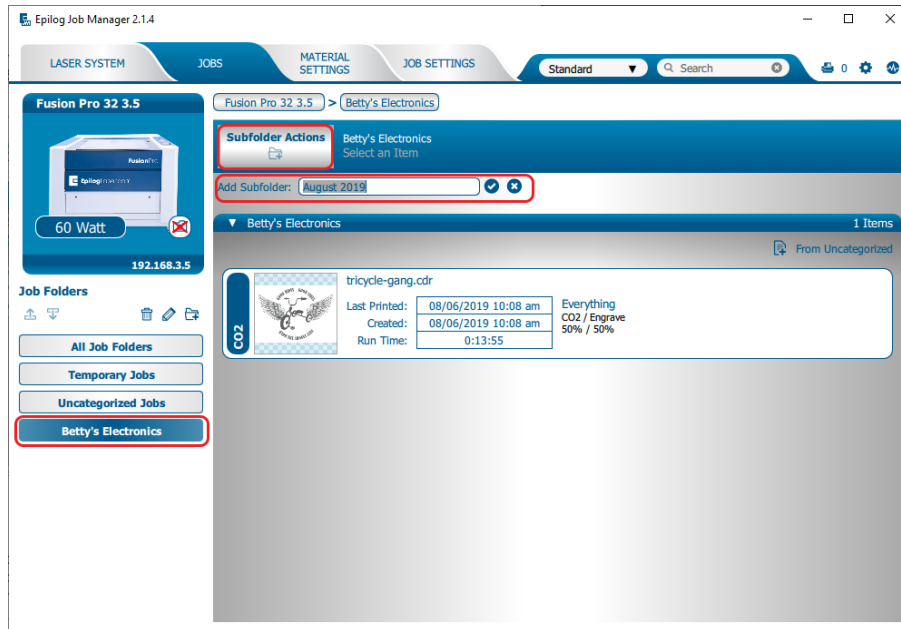 Epilog Job Manager 2.1.4
LASER SYSTEM
JOBS
MATERIAL
SETTINGS
JOB SETTINGS
Standard
Search
0
Fusion Pro 32 3.5
FusionPro
60 Watt
192.168.3.5
Job Folders
All Job Folders
Temporary Jobs
Uncategorized Jobs
Betty's Electronics
Fusion Pro 32 3.5 > Betty's Electronics
Subfolder Actions
Betty's Electronics
Select an Item
Add Subfolder: August 2019
Betty's Electronics
1 Items
From Uncategorized
CO2
tricycle-gang.cdr
Last Printed: 08/06/2019 10:08 am
Created: 08/06/2019 10:08 am
Run Time: 0:13:55
Everything
CO2 / Engrave
50% / 50%